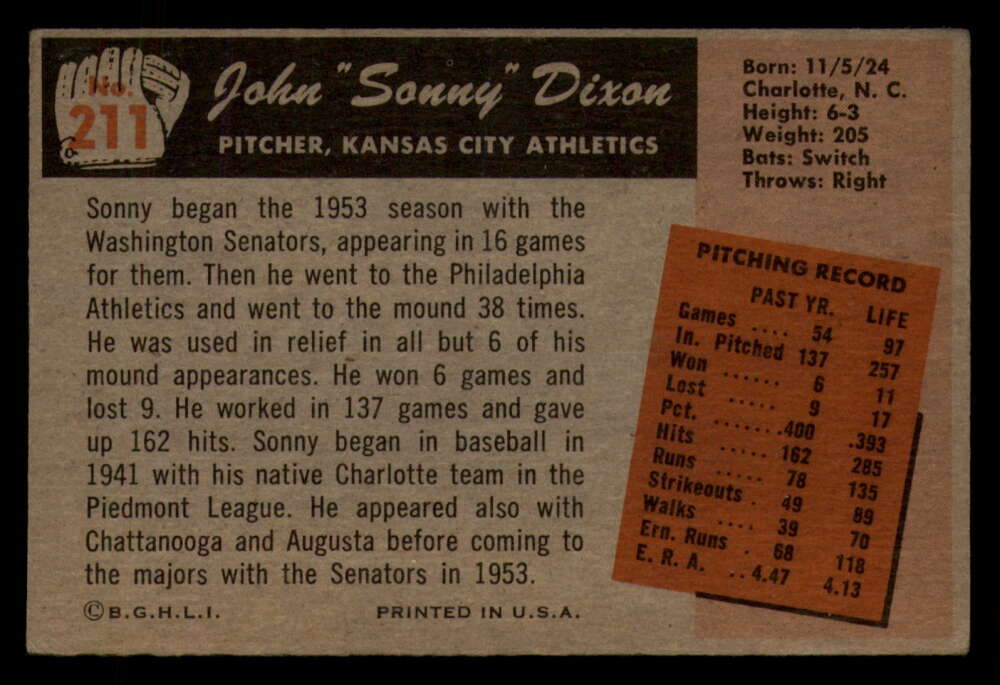 No.
211
John "Sonny" Dixon
PITCHER, KANSAS CITY ATHLETICS
Born: 11/5/24
Charlotte, N. C.
Height: 6-3
Weight: 205
Bats: Switch
Throws: Right
Sonny began the 1953 season with the
Washington Senators, appearing in 16 games
for them. Then he went to the Philadelphia
Athletics and went to the mound 38 times.
He was used in relief in all but 6 of his
mound appearances. He won 6 games and
lost 9. He worked in 137 games and gave
up 162 hits. Sonny began in baseball in
1941 with his native Charlotte team in the
Piedmont League. He appeared also with
Chattanooga and Augusta before coming to
the majors with the Senators in 1953.
©B.G.H.L.I. PRINTED IN U.S.A.
PITCHING RECORD
PAST YR. LIFE
Games .... 54 97
In. Pitched 137 257
Won ...... 6 11
Lost ..... 9 17
Pct. ......400 .393
Hits ..... 162 285
Runs ..... 78 135
Strikeouts . 49 89
Walks .... 39 70
Ern. Runs . 68 118
E. R. A. ..4.47 4.13